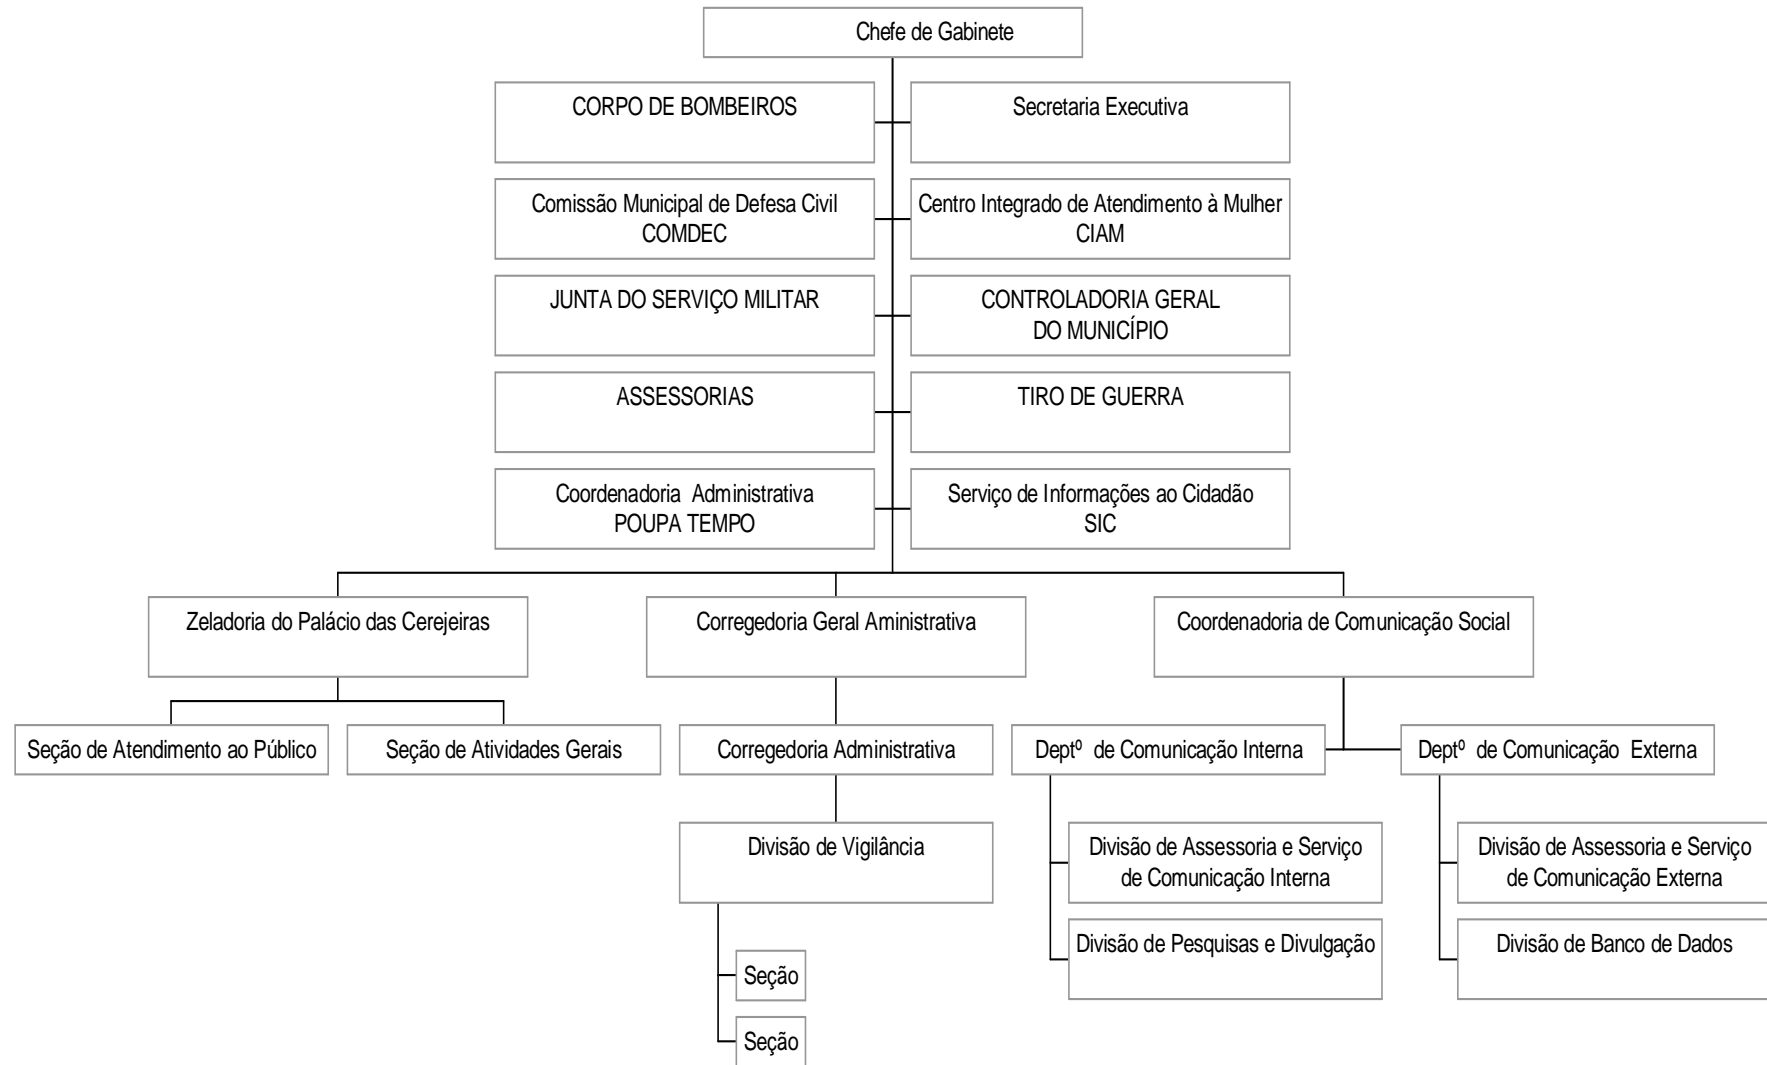 Chefe de Gabinete
CORPO DE BOMBEIROS
Secretaria Executiva
Comissão Municipal de Defesa Civil
COMDEC
Centro Integrado de Atendimento à Mulher
CIAM
JUNTA DO SERVIÇO MILITAR
CONTROLADORIA GERAL
DO MUNICÍPIO
ASSESSORIAS
TIRO DE GUERRA
Coordenadoria Administrativa
POUPA TEMPO
Serviço de Informações ao Cidadão
SIC
Zeladoria do Palácio das Cerejeiras
Corregedoria Geral Aministrativa
Coordenadoria de Comunicação Social
Seção de Atendimento ao Público
Seção de Atividades Gerais
Corregedoria Administrativa
Deptº de Comunicação Interna
Deptº de Comunicação Externa
Divisão de Vigilância
Divisão de Assessoria e Serviço
de Comunicação Interna
Divisão de Assessoria e Serviço
de Comunicação Externa
Divisão de Pesquisas e Divulgação
Divisão de Banco de Dados
Seção
Seção